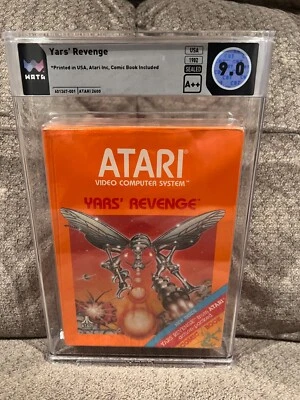 Yars' Revenge
*Printed in USA, Atari Inc, Comic Book Included
WATA
USA
1982
SEALED
A++
9.0
ATARI 2600
ATARI®
VIDEO COMPUTER SYSTEM™
YARS' REVENGE
ATARI